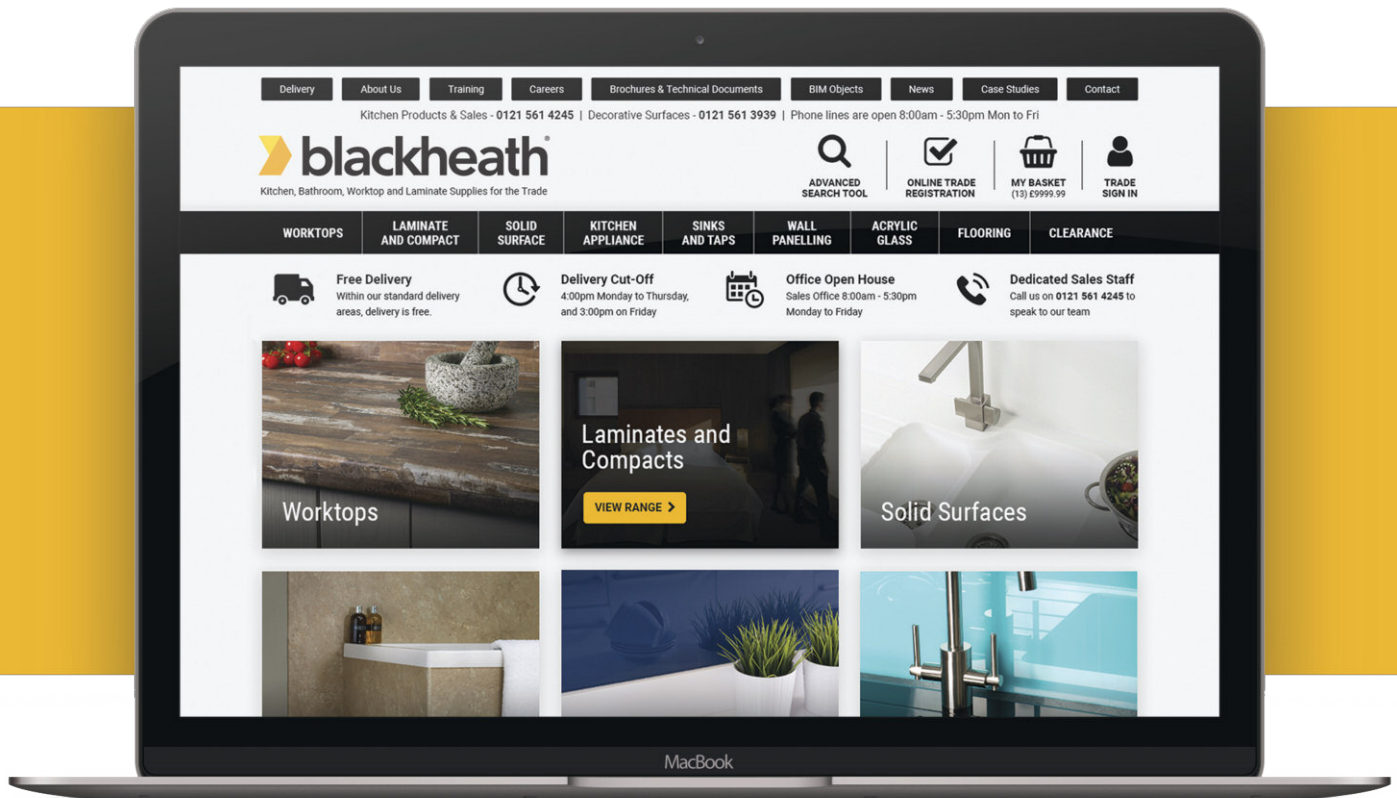 Delivery
About Us
Training
Careers
Brochures & Technical Documents
BIM Objects
News
Case Studies
Contact
Kitchen Products & Sales - 0121 561 4245 | Decorative Surfaces - 0121 561 3939 | Phone lines are open 8:00am - 5:30pm Mon to Fri
blackheath
Kitchen, Bathroom, Worktop and Laminate Supplies for the Trade
ADVANCED
SEARCH TOOL
ONLINE TRADE
REGISTRATION
MY BASKET
(13) £9999.99
TRADE
SIGN IN
WORKTOPS
LAMINATE
AND COMPACT
SOLID
SURFACE
KITCHEN
APPLIANCE
SINKS
AND TAPS
WALL
PANELLING
ACRYLIC
GLASS
FLOORING
CLEARANCE
Free Delivery
Within our standard delivery
areas, delivery is free.
Delivery Cut-Off
4:00pm Monday to Thursday,
and 3:00pm on Friday
Office Open House
Sales Office 8:00am - 5:30pm
Monday to Friday
Dedicated Sales Staff
Call us on 0121 561 4245 to
speak to our team
Worktops
Laminates and
Compacts
VIEW RANGE
Solid Surfaces
MacBook